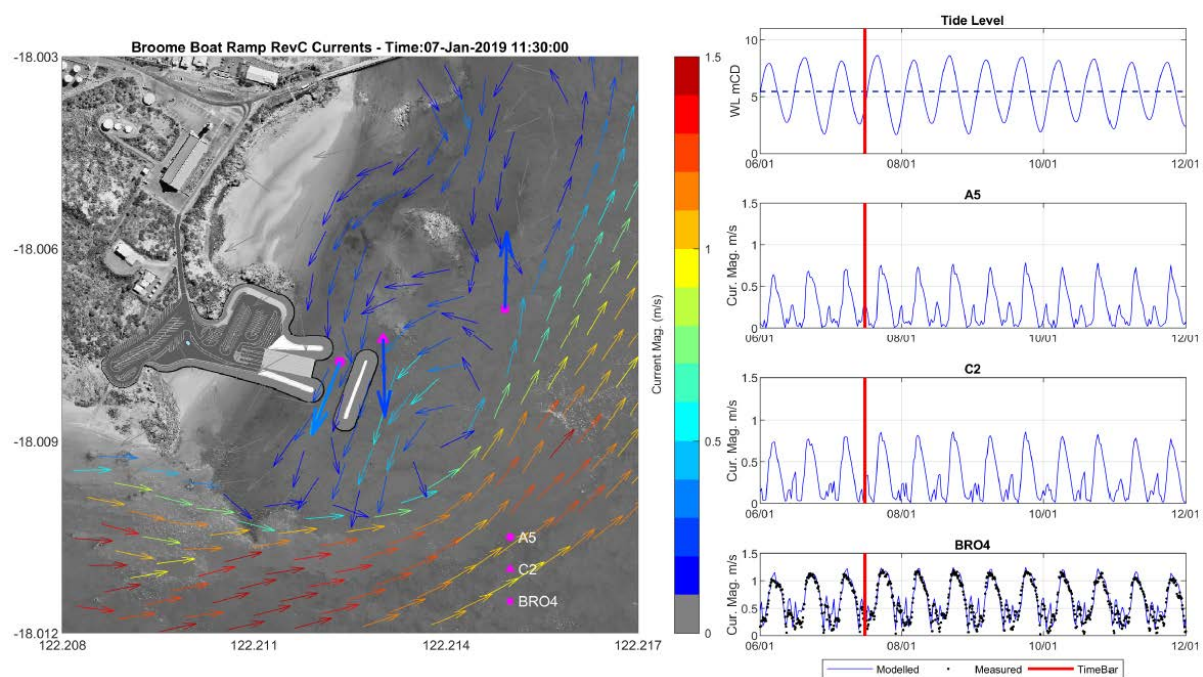 Broome Boat Ramp RevC Currents - Time:07-Jan-2019 11:30:00
-18.003
-18.006
-18.009
-18.012
122.208
122.211
122.214
122.217
A5
C2
BRO4
1.5
1
0.5
0
Current Mag. (m/s)
Tide Level
WL mCD
10
5
0
06/01
08/01
10/01
12/01
A5
Cur. Mag. m/s
1.5
1
0.5
0
06/01
08/01
10/01
12/01
C2
Cur. Mag. m/s
1.5
1
0.5
0
06/01
08/01
10/01
12/01
BRO4
Cur. Mag. m/s
1.5
1
0.5
0
06/01
08/01
10/01
12/01
Modelled
Measured
TimeBar